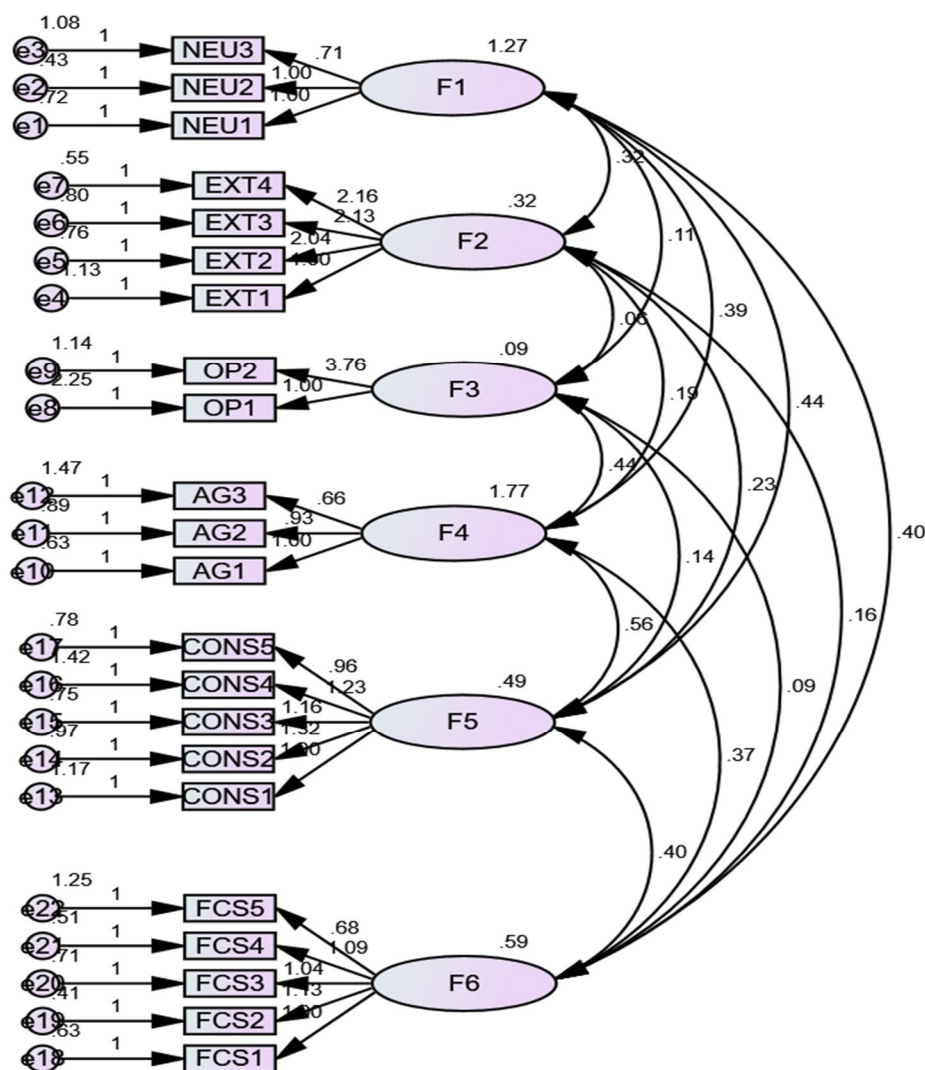 1.08
e3 1 NEU3 .71 1.27
.43
e2 1 NEU2 1.00 F1
.72 1.00
e1 1 NEU1
.32
.55
e7 1 EXT4 2.16 .32
.80
e6 1 EXT3 2.13 .11
.76 2.04 F2
e5 1 EXT2 1.00
1.13
e4 1 EXT1
.06 .39
1.14
e9 1 OP2 3.76 .09
2.25 F3 .19 .44
e8 1 OP1 1.00
.44 .23
1.47
e12 1 AG3 .66 1.77
.89
e11 1 AG2 .93 F4 .40
.63 1.00
e10 1 AG1 .14
.78 .56 .16
e17 1 CONS5 .96
1.42
e16 1 CONS4 1.23 .49 .09
.75 1.16
e15 1 CONS3 F5
.97 1.32
e14 1 CONS2 1.00 .37
1.17
e13 1 CONS1
.40
1.25
e22 1 FCS5 .68
.51
e21 1 FCS4 1.09 .59
.71 1.04
e20 1 FCS3 F6
.41 1.13
e19 1 FCS2 1.00
.63
e18 1 FCS1